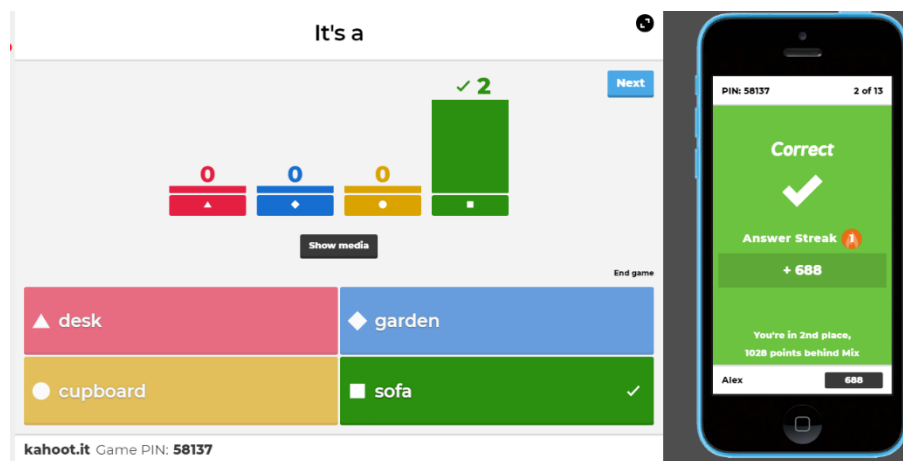 It's a
Next
2
0 0 0
Show media
End game
desk
garden
cupboard
sofa
kahoot.it Game PIN: 58137
PIN: 58137 2 of 13
Correct
Answer Streak 1
+ 688
You're in 2nd place,
1028 points behind Mix
Alex 688